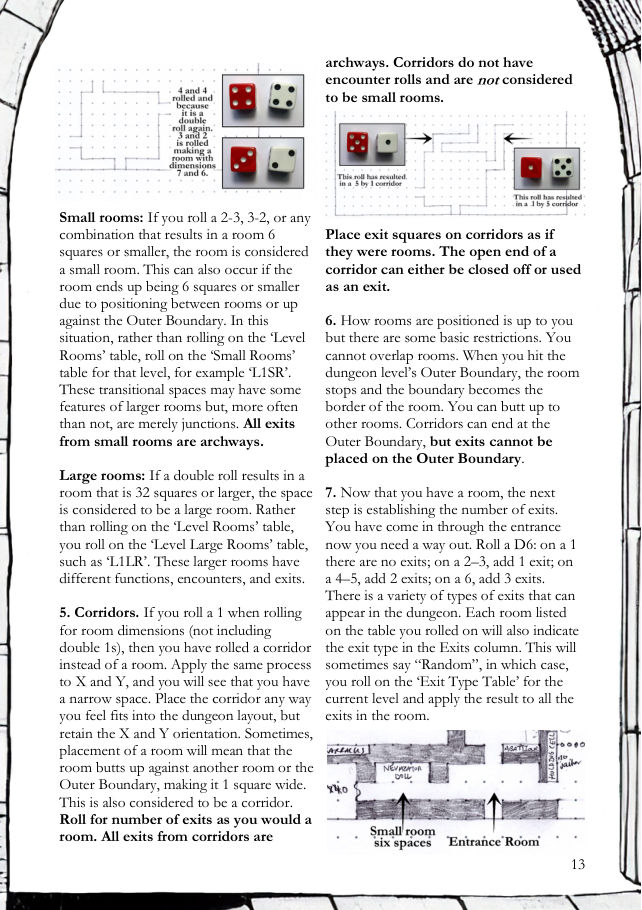 4 and 4
rolled and
because
it is a
double
roll again.
3 and 2
is rolled
making a
room with
dimensions
7 and 6.
Small rooms: If you roll a 2-3, 3-2, or any
combination that results in a room 6
squares or smaller, the room is considered
a small room. This can also occur if the
room ends up being 6 squares or smaller
due to positioning between rooms or up
against the Outer Boundary. In this
situation, rather than rolling on the ‘Level
Rooms’ table, roll on the ‘Small Rooms’
table for that level, for example ‘L1SR’.
These transitional spaces may have some
features of larger rooms but, more often
than not, are merely junctions. All exits
from small rooms are archways.
Large rooms: If a double roll results in a
room that is 32 squares or larger, the space
is considered to be a large room. Rather
than rolling on the ‘Level Rooms’ table,
you roll on the ‘Level Large Rooms’ table,
such as ‘L1LR’. These larger rooms have
different functions, encounters, and exits.
5. Corridors. If you roll a 1 when rolling
for room dimensions (not including
double 1s), then you have rolled a corridor
instead of a room. Apply the same process
to X and Y, and you will see that you have
a narrow space. Place the corridor any way
you feel fits into the dungeon layout, but
retain the X and Y orientation. Sometimes,
placement of a room will mean that the
room butts up against another room or the
Outer Boundary, making it 1 square wide.
This is also considered to be a corridor.
Roll for number of exits as you would a
room. All exits from corridors are
archways. Corridors do not have
encounter rolls and are not considered
to be small rooms.
This roll has resulted
in a 5 by 1 corridor
This roll has resulted
in a 1 by 5 corridor
Place exit squares on corridors as if
they were rooms. The open end of a
corridor can either be closed off or used
as an exit.
6. How rooms are positioned is up to you
but there are some basic restrictions. You
cannot overlap rooms. When you hit the
dungeon level’s Outer Boundary, the room
stops and the boundary becomes the
border of the room. You can butt up to
other rooms. Corridors can end at the
Outer Boundary, but exits cannot be
placed on the Outer Boundary.
7. Now that you have a room, the next
step is establishing the number of exits.
You have come in through the entrance
now you need a way out. Roll a D6: on a 1
there are no exits; on a 2–3, add 1 exit; on
a 4–5, add 2 exits; on a 6, add 3 exits.
There is a variety of types of exits that can
appear in the dungeon. Each room listed
on the table you rolled on will also indicate
the exit type in the Exits column. This will
sometimes say “Random”, in which case,
you roll on the ‘Exit Type Table’ for the
current level and apply the result to all the
exits in the room.
DOLL
HOLDING CELL
Small room
six spaces
Entrance Room
13